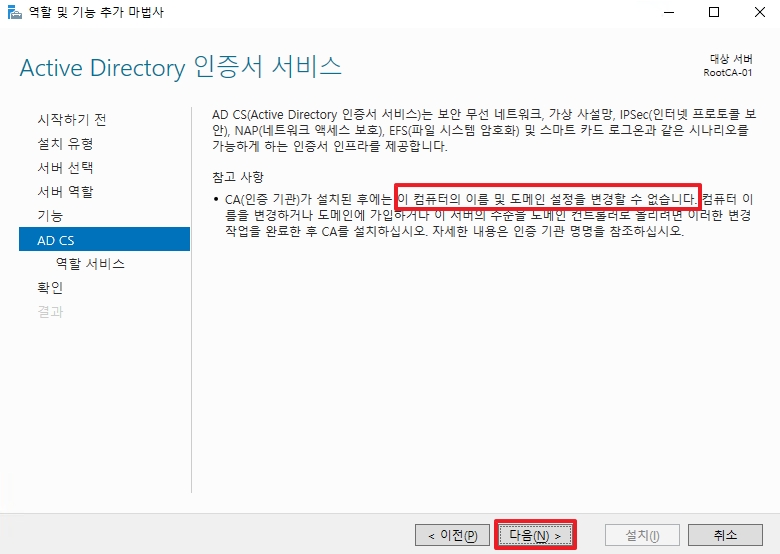 역할 및 기능 추가 마법사
Active Directory 인증서 서비스
대상 서버
RootCA-01
시작하기 전
설치 유형
서버 선택
서버 역할
기능
AD CS
역할 서비스
확인
결과
AD CS(Active Directory 인증서 서비스)는 보안 무선 네트워크, 가상 사설망, IPSec(인터넷 프로토콜 보
안), NAP(네트워크 액세스 보호), EFS(파일 시스템 암호화) 및 스마트 카드 로그온과 같은 시나리오를
가능하게 하는 인증서 인프라를 제공합니다.
참고 사항
• CA(인증 기관)가 설치된 후에는 이 컴퓨터의 이름 및 도메인 설정을 변경할 수 없습니다. 컴퓨터 이
름을 변경하거나 도메인에 가입하거나 이 서버의 수준을 도메인 컨트롤러로 올리려면 이러한 변경
작업을 완료한 후 CA를 설치하십시오. 자세한 내용은 인증 기관 명명을 참조하십시오.
< 이전(P)
다음(N) >
설치(I)
취소